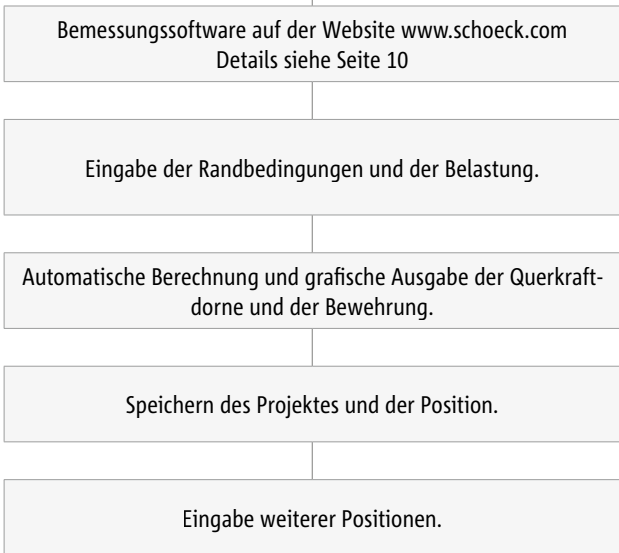 Bemessungssoftware auf der Website www.schoeck.com
Details siehe Seite 10
Eingabe der Randbedingungen und der Belastung.
Automatische Berechnung und grafische Ausgabe der Querkraft-
dorne und der Bewehrung.
Speichern des Projektes und der Position.
Eingabe weiterer Positionen.